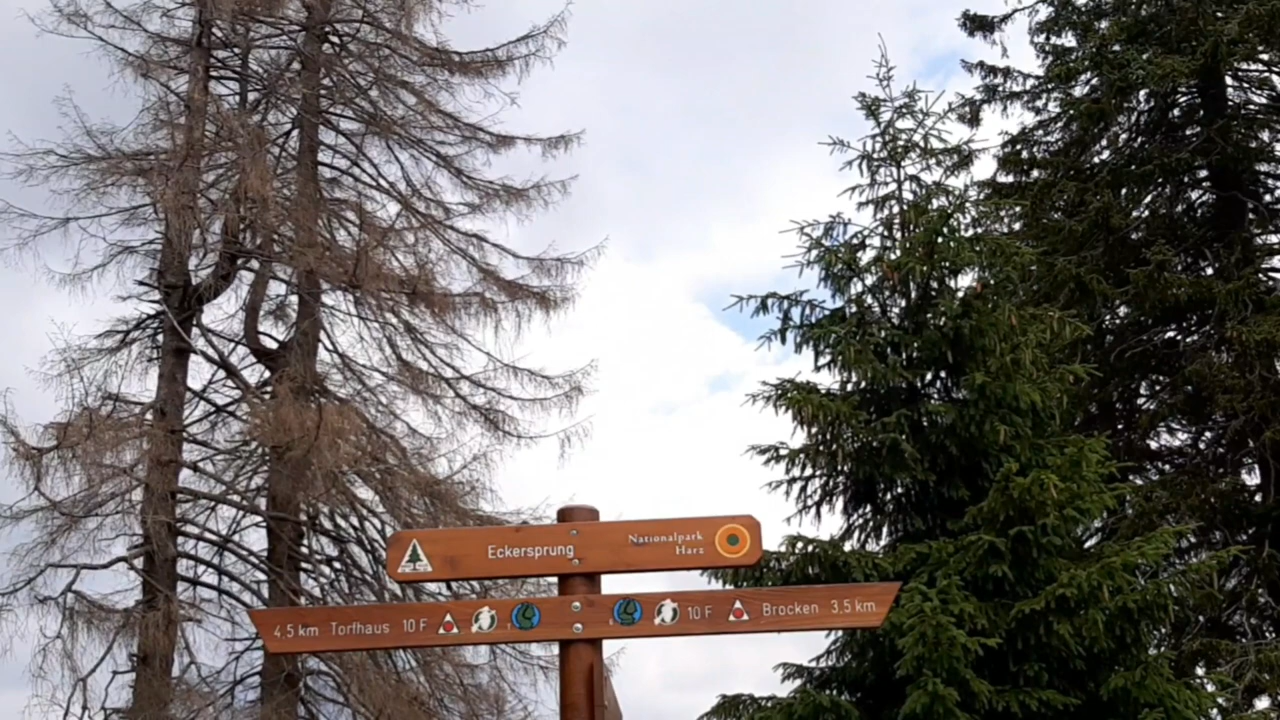 Eckersprung
Nationalpark
Harz
4,5 km Torfhaus 10 F
10 F Brocken 3,5 km